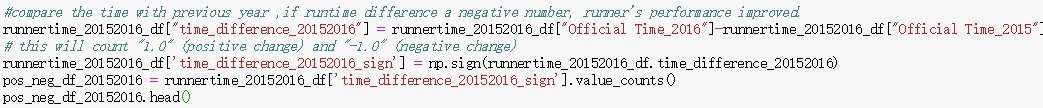 #compare the time with previous year ,if runtime difference a negative number, runner's performance improved.
runnertime_20152016_df["time_difference_20152016"] = runnertime_20152016_df["Official Time_2016"]-runnertime_20152016_df["Official Time_2015"]
# this will count "1.0" (positive change) and "-1.0" (negative change)
runnertime_20152016_df['time_difference_20152016_sign'] = np.sign(runnertime_20152016_df.time_difference_20152016)
pos_neg_df_20152016 = runnertime_20152016_df['time_difference_20152016_sign'].value_counts()
pos_neg_df_20152016.head()